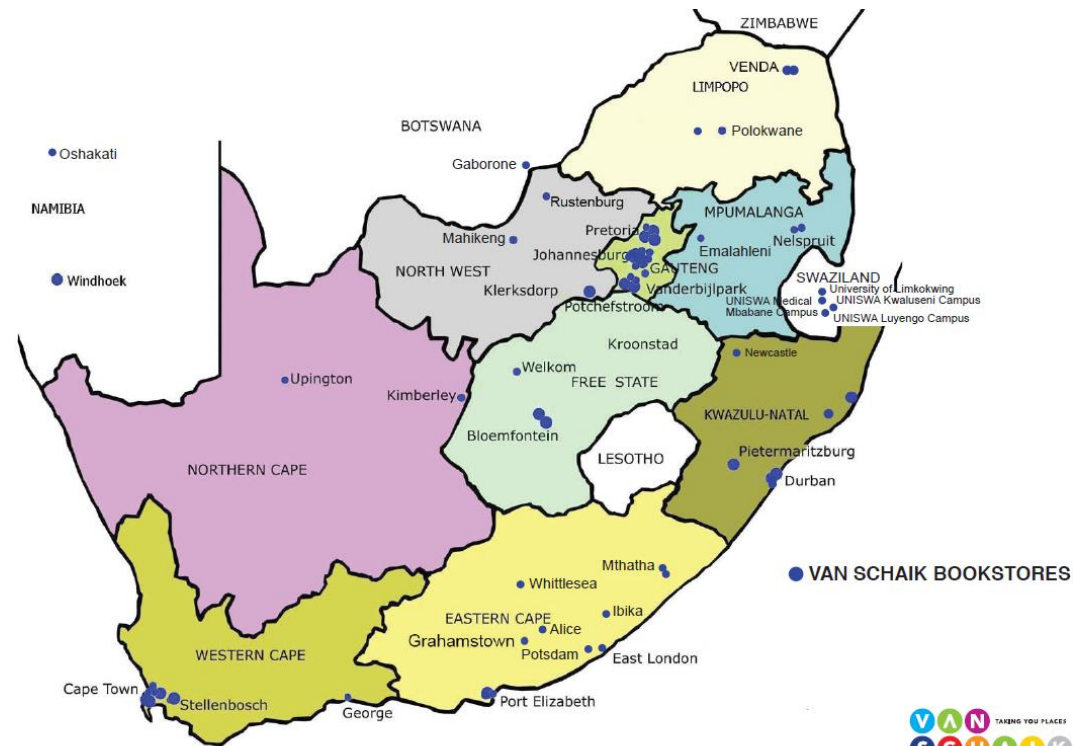 ZIMBABWE
VENDA
LIMPOPO
BOTSWANA
Polokwane
Oshakati
Gaborone
NAMIBIA
Rustenburg
MPUMALANGA
Pretoria
Mahikeng
Nelspruit
Emalahleni
Johannesburg
NORTH WEST
GAUTENG
Windhoek
SWAZILAND
Klerksdorp
Vanderbijlpark
University of Limkokwing
UNISWA Medical
UNISWA Kwaluseni Campus
Mbabane Campus
UNISWA Luyengo Campus
Potchefstroom
Kroonstad
Newcastle
Welkom
Upington
FREE STATE
Kimberley
KWAZULU-NATAL
Bloemfontein
Pietermaritzburg
LESOTHO
NORTHERN CAPE
Durban
Mthatha
VAN SCHAIK BOOKSTORES
Whittlesea
Ibika
EASTERN CAPE
Alice
Grahamstown
WESTERN CAPE
Potsdam
East London
Cape Town
Stellenbosch
Port Elizabeth
George
VAN TAKING YOU PLACES
SCHAIK